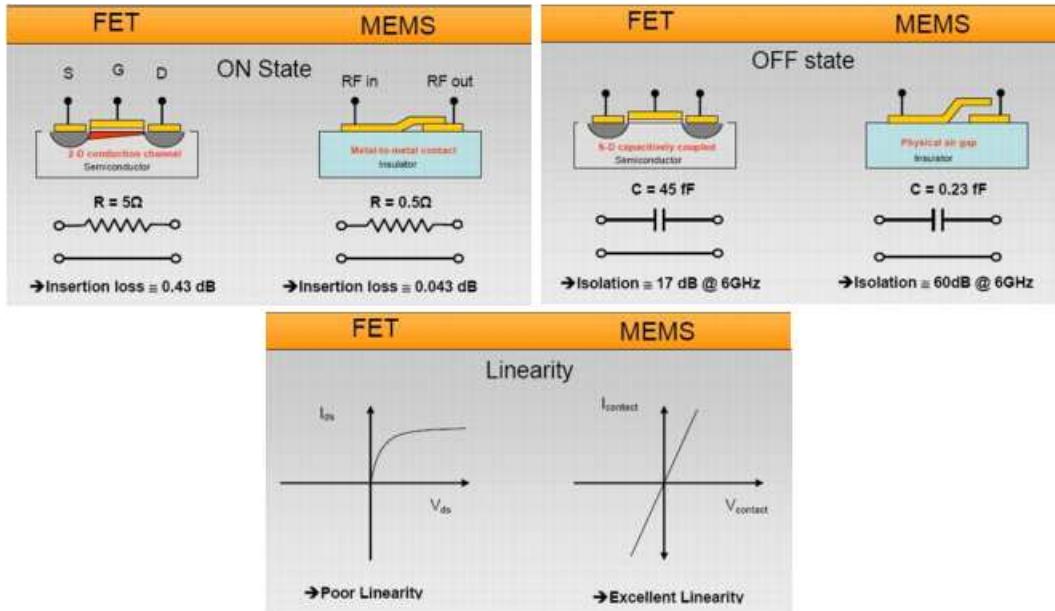 FET
MEMS
ON State
S
G
D
RF in
RF out
2-D conduction channel
Semiconductor
Metal-to-metal contact
Insulator
R = 5Ω
R = 0.5Ω
➔Insertion loss ≅ 0.43 dB
➔Insertion loss ≅ 0.043 dB
FET
MEMS
OFF state
capacitively coupled
Semiconductor
Physical air gap
Insulator
C = 45 fF
C = 0.23 fF
➔Isolation ≅ 17 dB @ 6GHz
➔Isolation ≅ 60dB @ 6GHz
FET
MEMS
Linearity
Ids
Icontact
Vds
Vcontact
➔Poor Linearity
➔Excellent Linearity